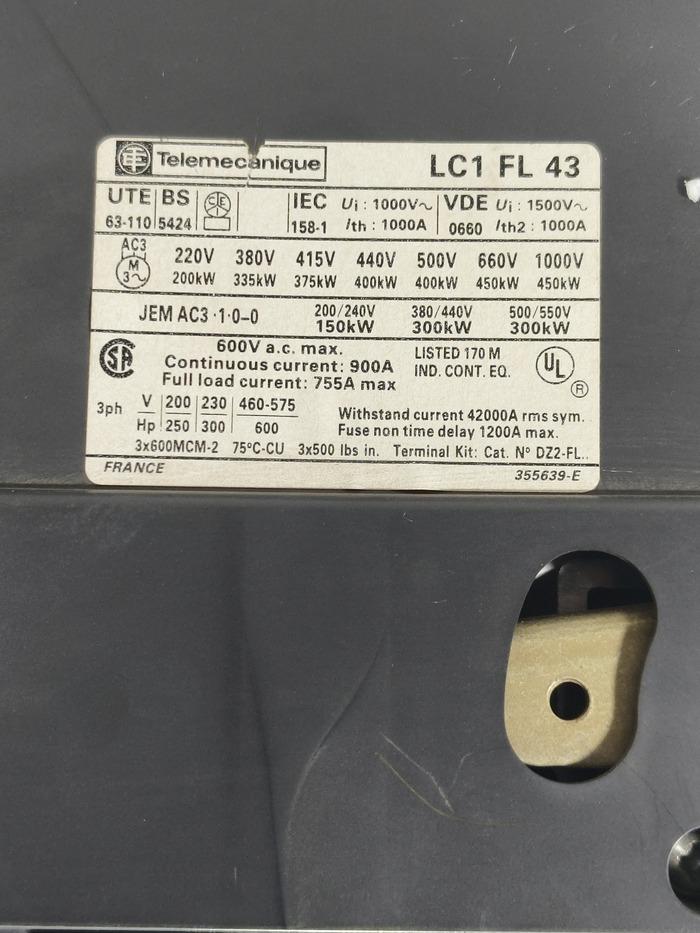 Telemecanique LC1 FL 43
UTE BS IEC Ui : 1000V~ VDE Ui : 1500V~
63-110 5424 158-1 Ith : 1000A 0660 Ith2 : 1000A
AC3 220V 380V 415V 440V 500V 660V 1000V
M 3~ 200kW 335kW 375kW 400kW 400kW 450kW 450kW
JEM AC3·1·0-0 200/240V 380/440V 500/550V
150kW 300kW 300kW
600V a.c. max. LISTED 170 M
Continuous current: 900A IND. CONT. EQ.
Full load current: 755A max
3ph V 200 230 460-575
Hp 250 300 600
Withstand current 42000A rms sym.
Fuse non time delay 1200A max.
3x600MCM-2 75°C-CU 3x500 lbs in. Terminal Kit: Cat. N° DZ2-FL..
FRANCE 355639-E
SA
UL
®